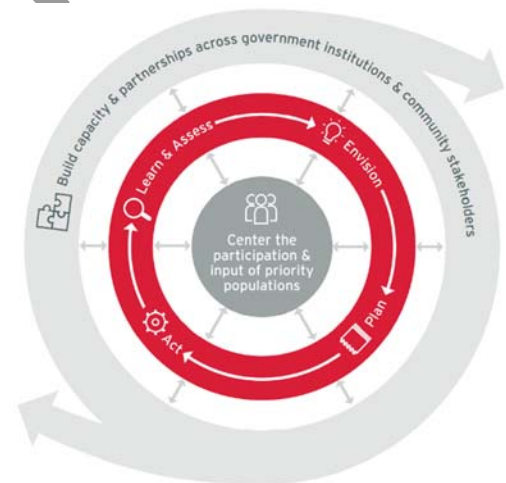 Build capacity & partnerships across government institutions & community stakeholders
Learn & Assess
Envision
Plan
Act
Center the
participation &
input of priority
populations